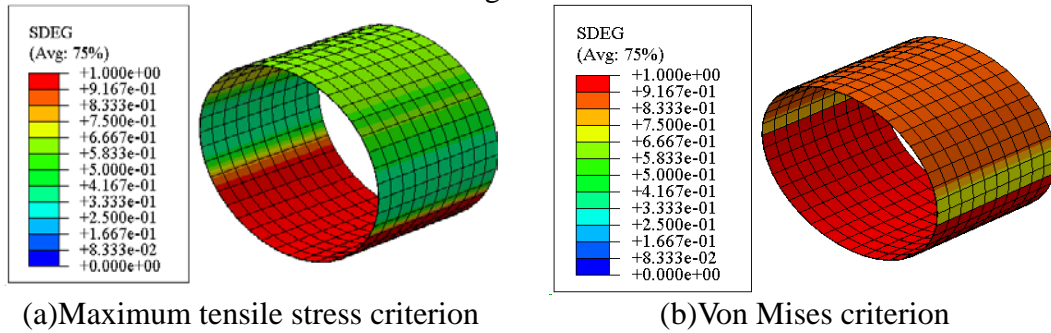 SDEG
(Avg: 75%)
+1.000e+00
+9.167e-01
+8.333e-01
+7.500e-01
+6.667e-01
+5.833e-01
+5.000e-01
+4.167e-01
+3.333e-01
+2.500e-01
+1.667e-01
+8.333e-02
+0.000e+00
(a)Maximum tensile stress criterion
SDEG
(Avg: 75%)
+1.000e+00
+9.167e-01
+8.333e-01
+7.500e-01
+6.667e-01
+5.833e-01
+5.000e-01
+4.167e-01
+3.333e-01
+2.500e-01
+1.667e-01
+8.333e-02
+0.000e+00
(b)Von Mises criterion